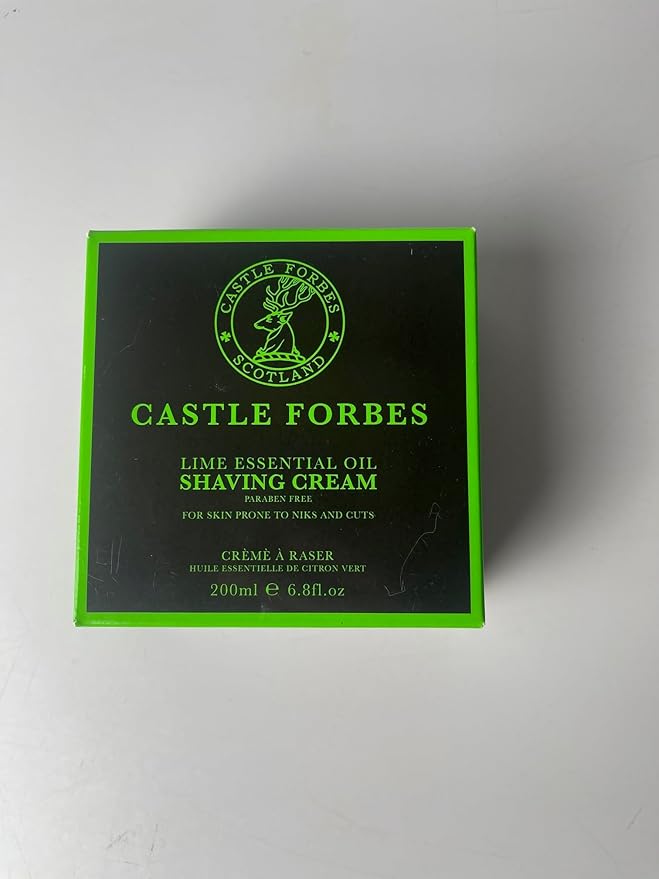 CASTLE FORBES
SCOTLAND
CASTLE FORBES
LIME ESSENTIAL OIL
SHAVING CREAM
PARABEN FREE
FOR SKIN PRONE TO NIKS AND CUTS
CRÈMÈ À RASER
HUILE ESSENTIELLE DE CITRON VERT
200ml ℮ 6.8fl.oz